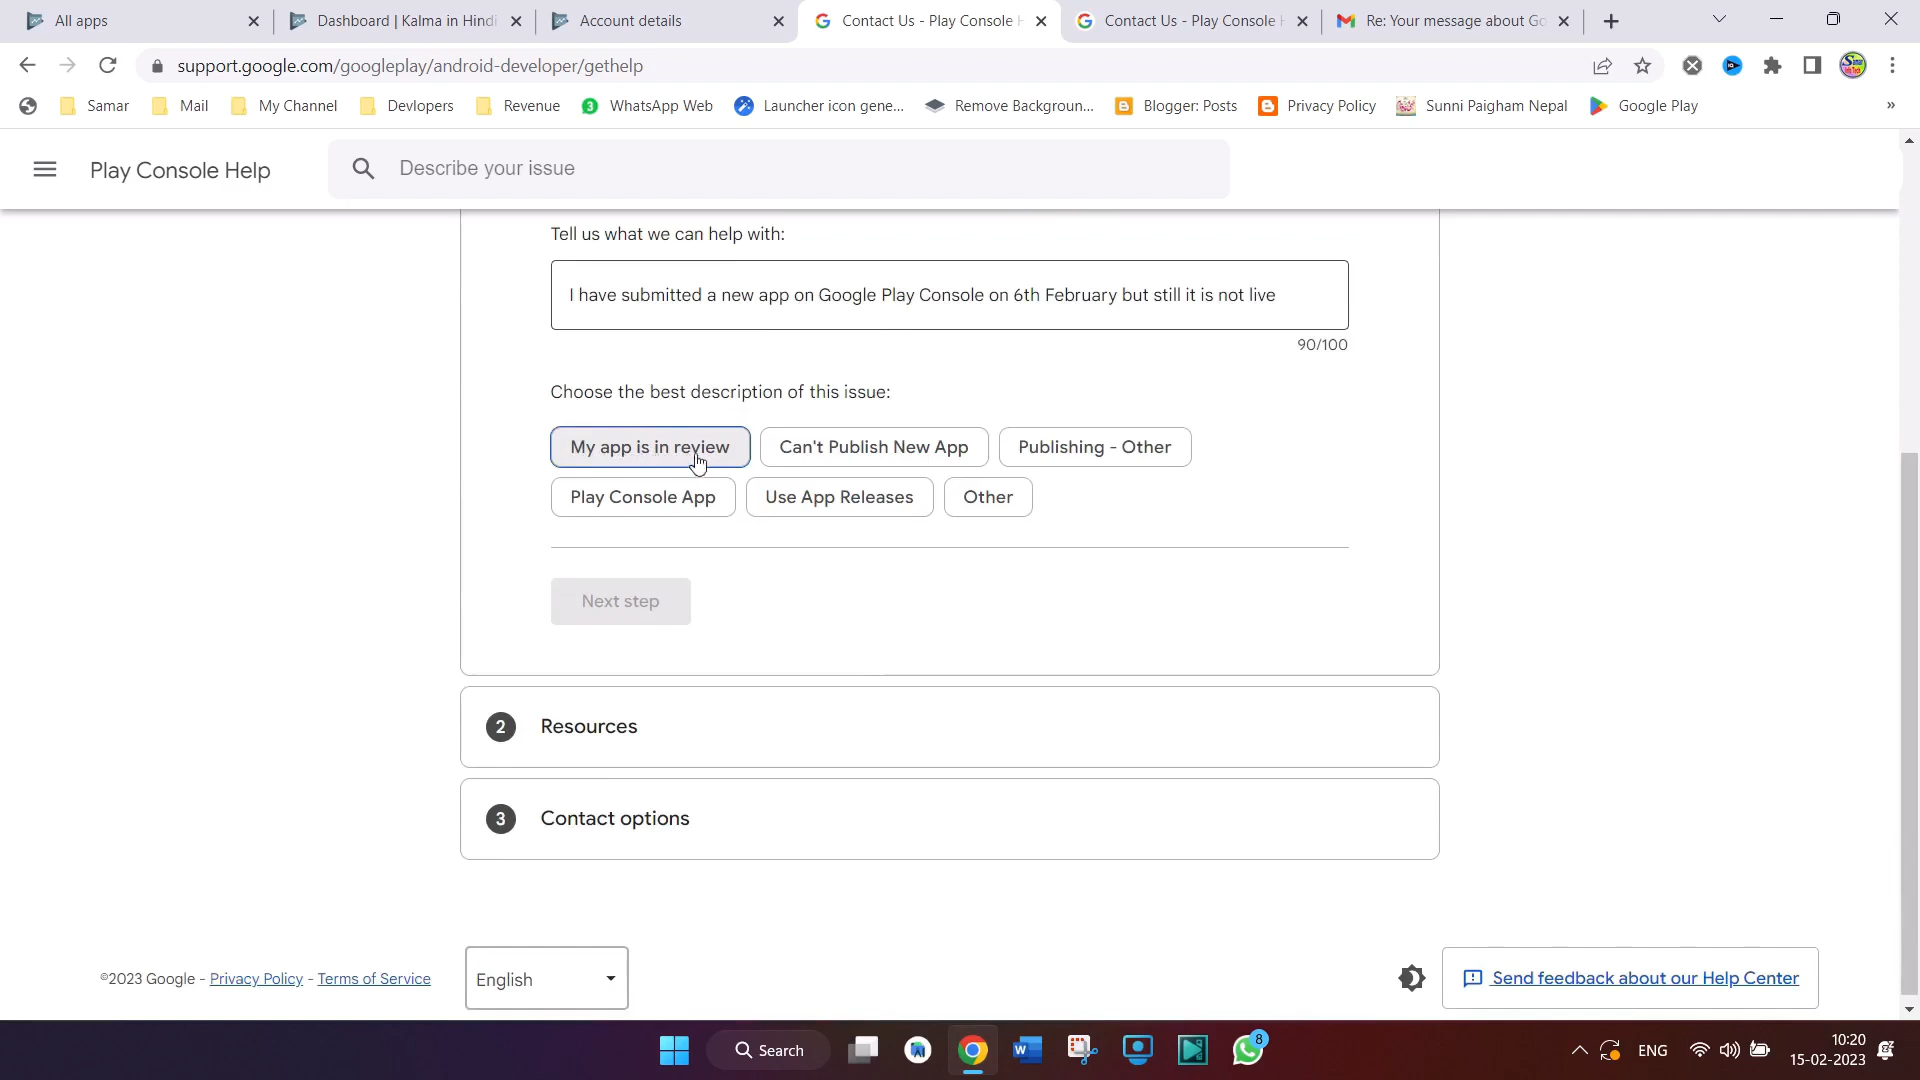 All apps
Dashboard | Kalma in Hindi
Account details
Contact Us - Play Console H
Contact Us - Play Console H
Re: Your message about Go
support.google.com/googleplay/android-developer/gethelp
Samar
Mail
My Channel
Devlopers
Revenue
3
WhatsApp Web
Launcher icon gene...
Remove Backgroun...
Blogger: Posts
Privacy Policy
Sunni Paigham Nepal
Google Play
»
Play Console Help
Describe your issue
Tell us what we can help with:
I have submitted a new app on Google Play Console on 6th February but still it is not live
90/100
Choose the best description of this issue:
My app is in review
Can't Publish New App
Publishing - Other
Play Console App
Use App Releases
Other
Next step
2
Resources
3
Contact options
©2023 Google - Privacy Policy - Terms of Service
English
Send feedback about our Help Center
Search
W
8
ENG
10:20
15-02-2023